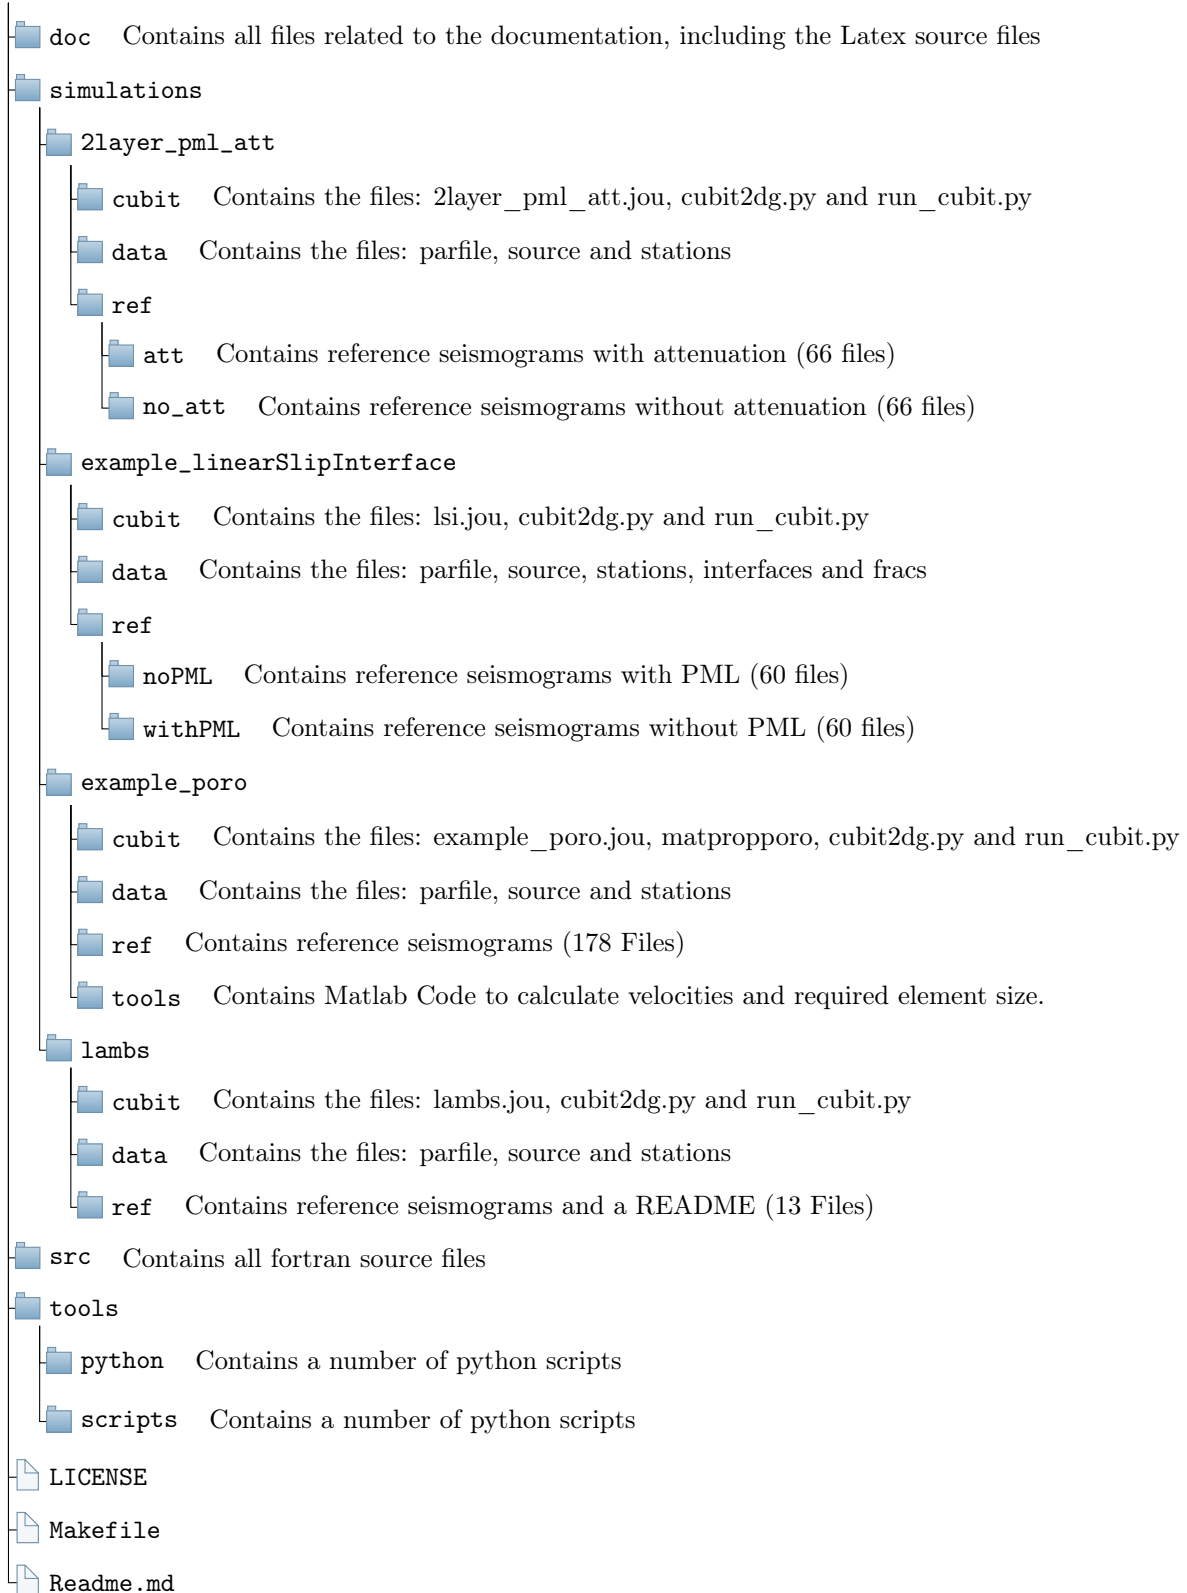 doc Contains all files related to the documentation, including the Latex source files
simulations
2layer_pml_att
cubit Contains the files: 2layer_pml_att.jou, cubit2dg.py and run_cubit.py
data Contains the files: parfile, source and stations
ref
att Contains reference seismograms with attenuation (66 files)
no_att Contains reference seismograms without attenuation (66 files)
example_linearSlipInterface
cubit Contains the files: lsi.jou, cubit2dg.py and run_cubit.py
data Contains the files: parfile, source, stations, interfaces and fracs
ref
noPML Contains reference seismograms with PML (60 files)
withPML Contains reference seismograms without PML (60 files)
example_poro
cubit Contains the files: example_poro.jou, matpropporo, cubit2dg.py and run_cubit.py
data Contains the files: parfile, source and stations
ref Contains reference seismograms (178 Files)
tools Contains Matlab Code to calculate velocities and required element size.
lambs
cubit Contains the files: lambs.jou, cubit2dg.py and run_cubit.py
data Contains the files: parfile, source and stations
ref Contains reference seismograms and a README (13 Files)
src Contains all fortran source files
tools
python Contains a number of python scripts
scripts Contains a number of python scripts
LICENSE
Makefile
Readme.md